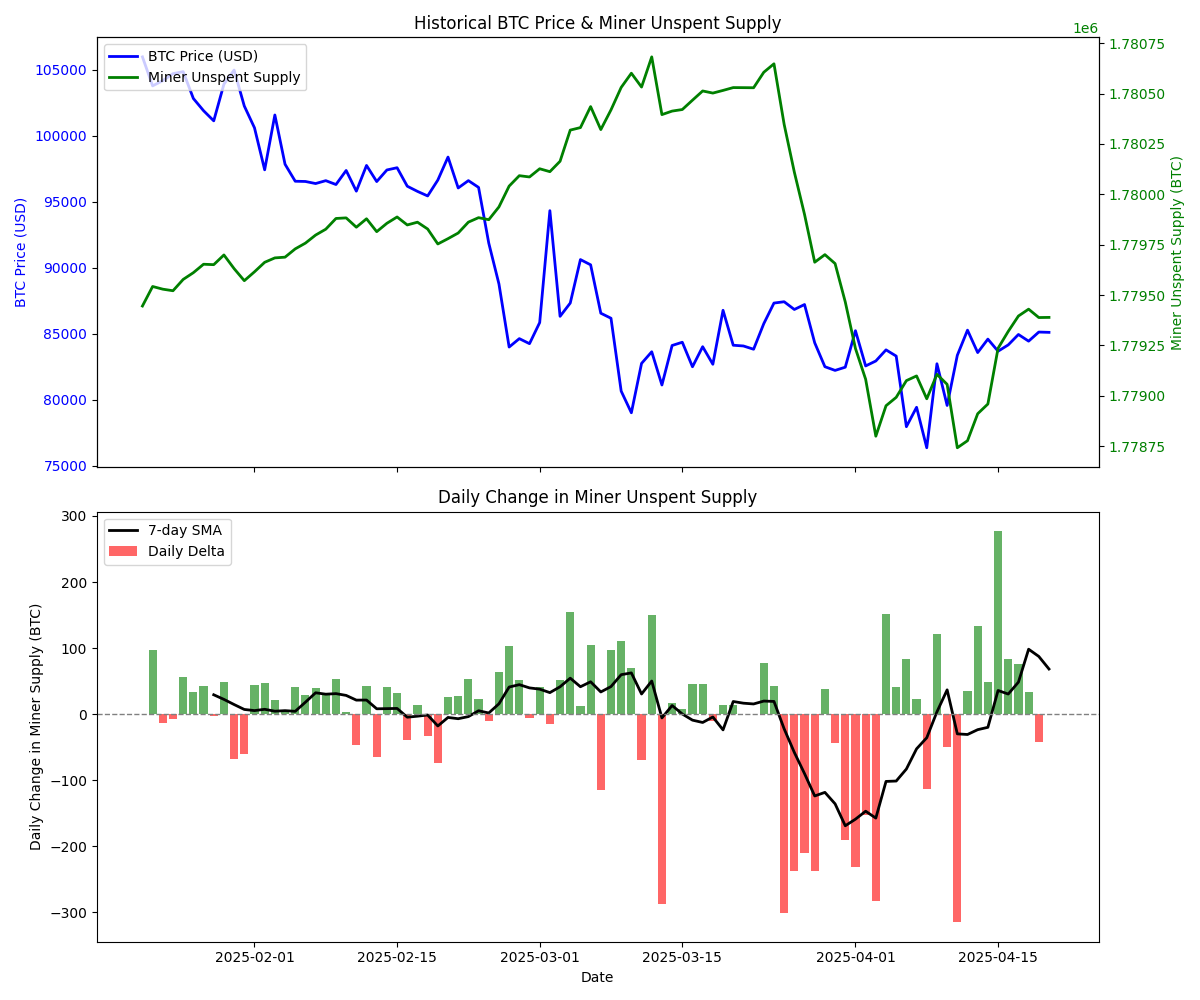 Historical BTC Price & Miner Unspent Supply
1e6
BTC Price (USD)
Miner Unspent Supply
105000
100000
95000
90000
85000
80000
75000
BTC Price (USD)
1.78075
1.78050
1.78025
1.78000
1.77975
1.77950
1.77925
1.77900
1.77875
Miner Unspent Supply (BTC)
Daily Change in Miner Unspent Supply
7-day SMA
Daily Delta
300
200
100
0
−100
−200
−300
Daily Change in Miner Supply (BTC)
2025-02-01
2025-02-15
2025-03-01
2025-03-15
2025-04-01
2025-04-15
Date